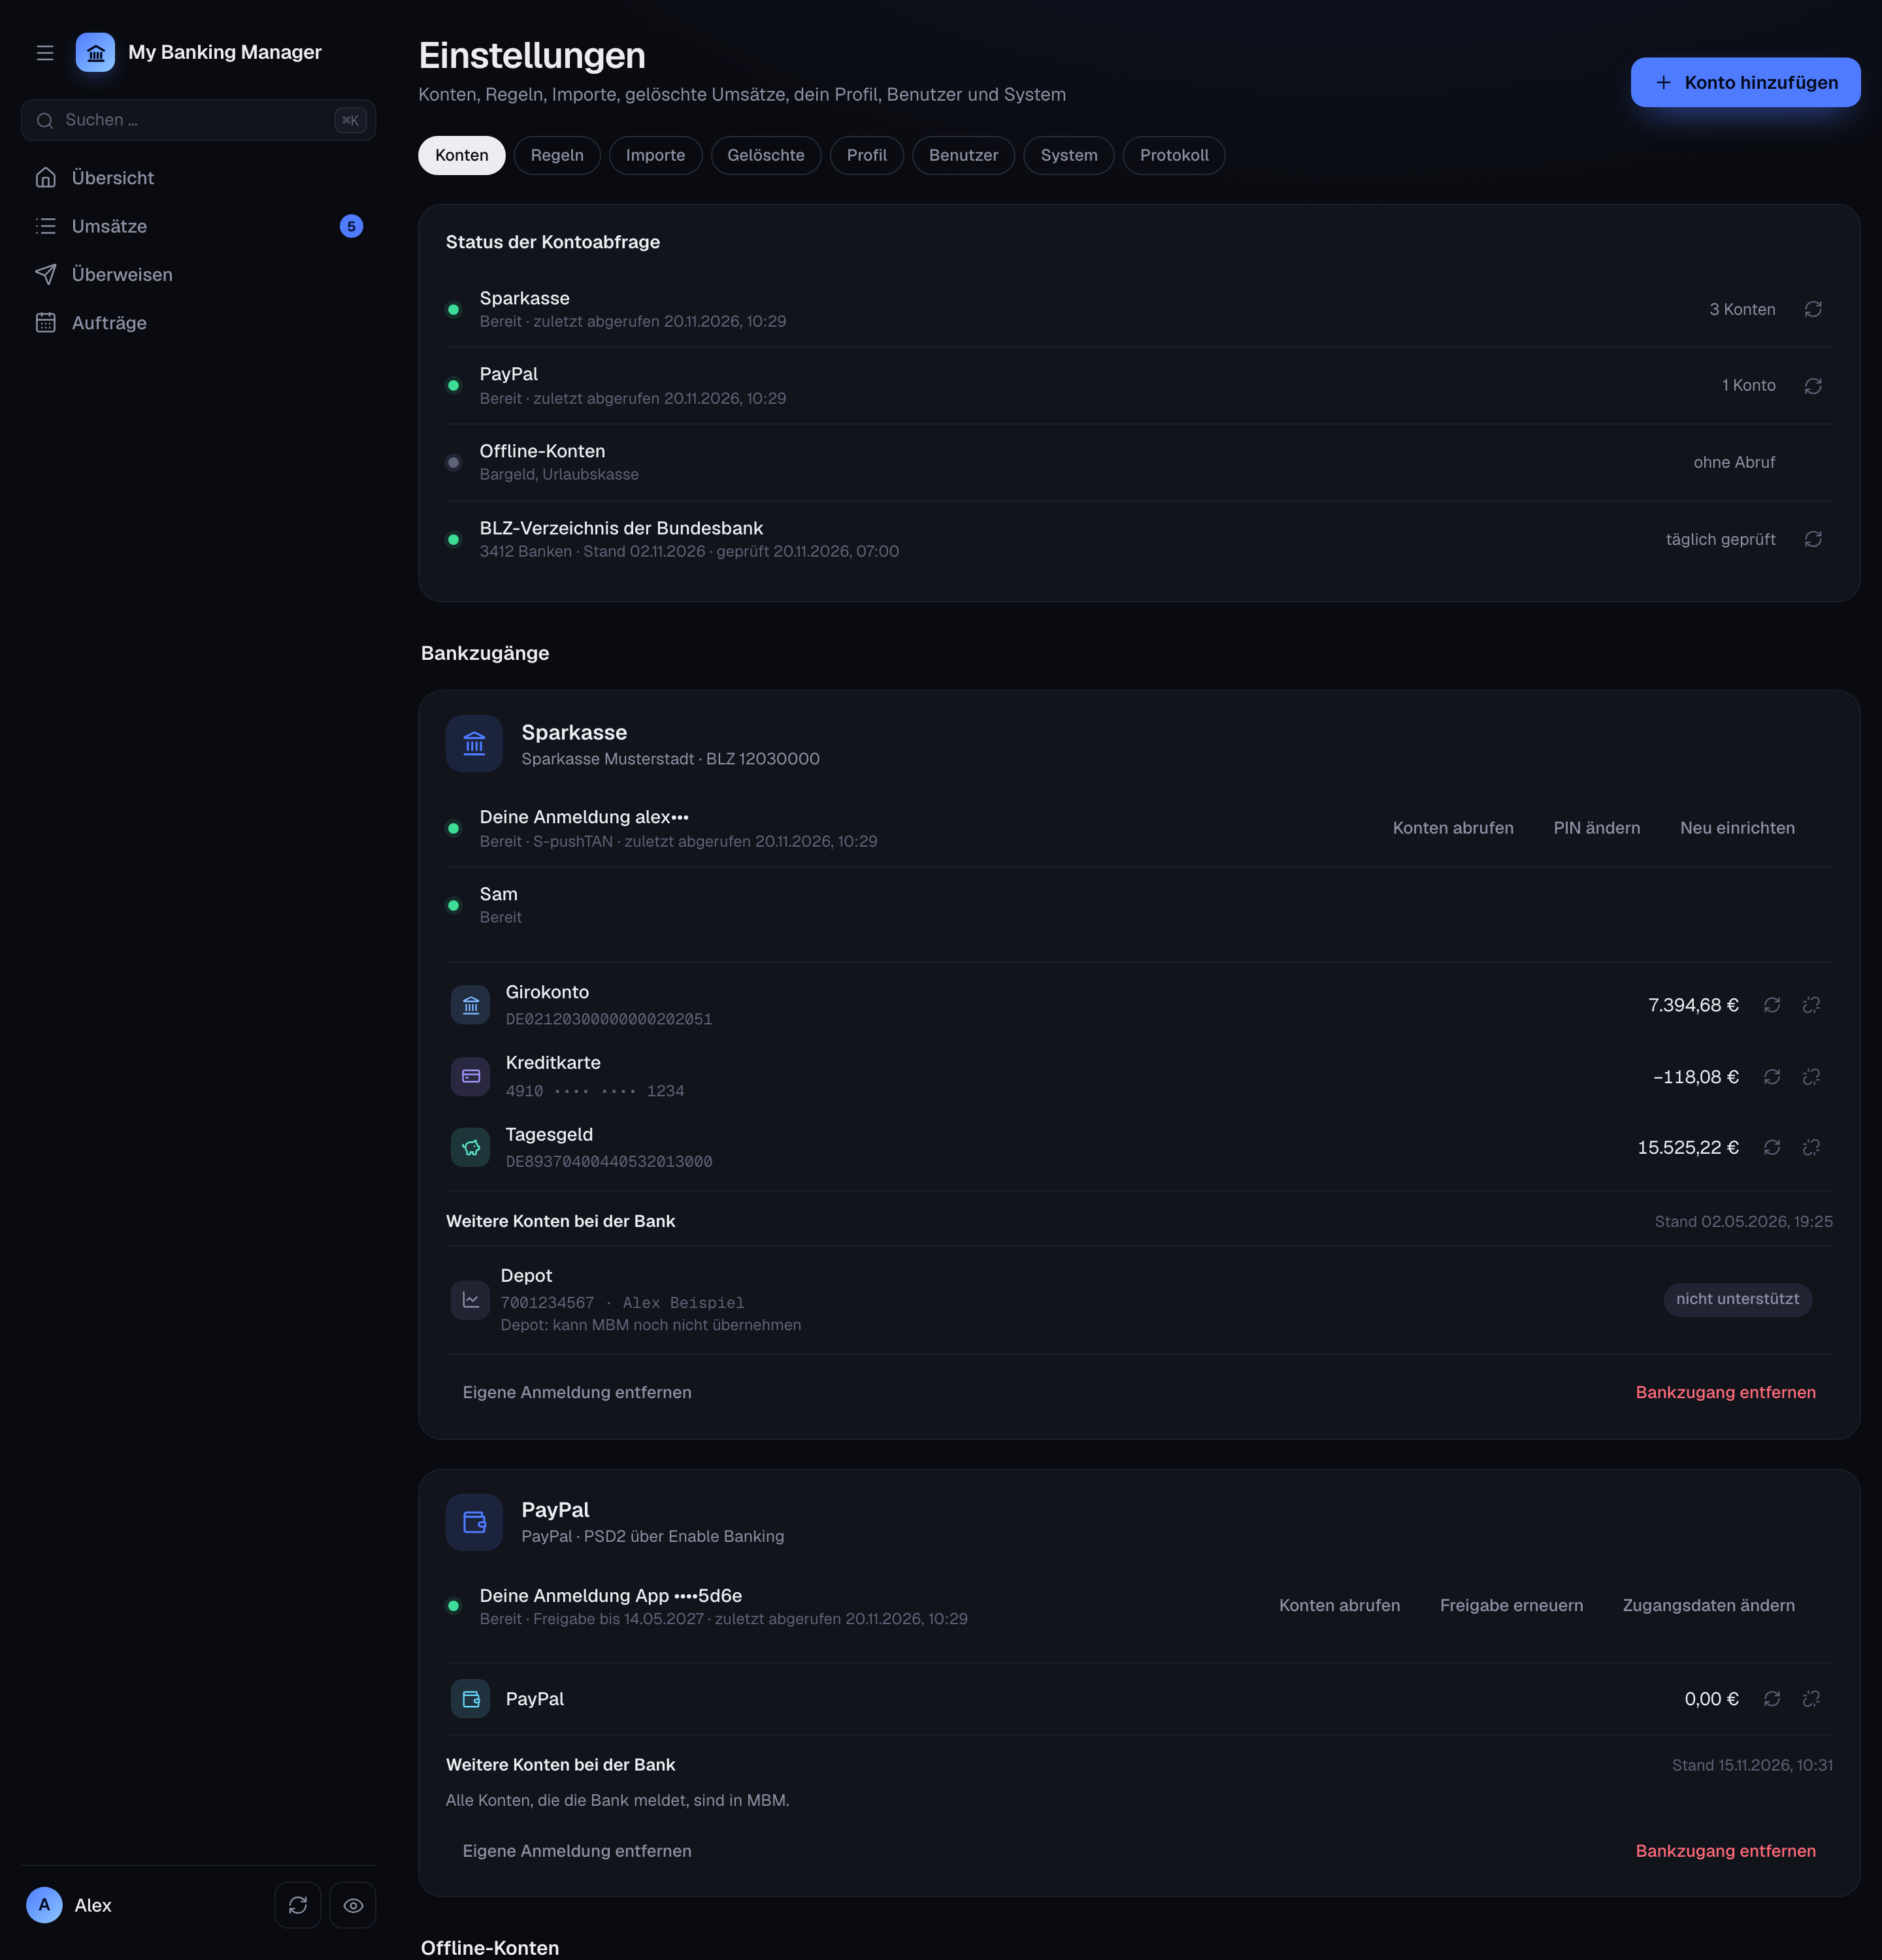 My Banking Manager
Suchen ...
⌘K
Übersicht
Umsätze
5
Überweisen
Aufträge
Einstellungen
Konten, Regeln, Importe, gelöschte Umsätze, dein Profil, Benutzer und System
Konto hinzufügen
Konten
Regeln
Importe
Gelöschte
Profil
Benutzer
System
Protokoll
Status der Kontoabfrage
Sparkasse
Bereit · zuletzt abgerufen 20.11.2026, 10:29
3 Konten
PayPal
Bereit · zuletzt abgerufen 20.11.2026, 10:29
1 Konto
Offline-Konten
Bargeld, Urlaubskasse
ohne Abruf
BLZ-Verzeichnis der Bundesbank
3412 Banken · Stand 02.11.2026 · geprüft 20.11.2026, 07:00
täglich geprüft
Bankzugänge
Sparkasse
Sparkasse Musterstadt · BLZ 12030000
Deine Anmeldung alex•••
Bereit · S-pushTAN · zuletzt abgerufen 20.11.2026, 10:29
Konten abrufen
PIN ändern
Neu einrichten
Sam
Bereit
Girokonto
DE02120300000000202051
7.394,68 €
Kreditkarte
4910 •••• •••• 1234
−118,08 €
Tagesgeld
DE89370400440532013000
15.525,22 €
Weitere Konten bei der Bank
Stand 02.05.2026, 19:25
Depot
7001234567 · Alex Beispiel
Depot: kann MBM noch nicht übernehmen
nicht unterstützt
Eigene Anmeldung entfernen
Bankzugang entfernen
PayPal
PayPal · PSD2 über Enable Banking
Deine Anmeldung App ••••5d6e
Bereit · Freigabe bis 14.05.2027 · zuletzt abgerufen 20.11.2026, 10:29
Konten abrufen
Freigabe erneuern
Zugangsdaten ändern
PayPal
0,00 €
Weitere Konten bei der Bank
Stand 15.11.2026, 10:31
Alle Konten, die die Bank meldet, sind in MBM.
Eigene Anmeldung entfernen
Bankzugang entfernen
A
Alex
Offline-Konten